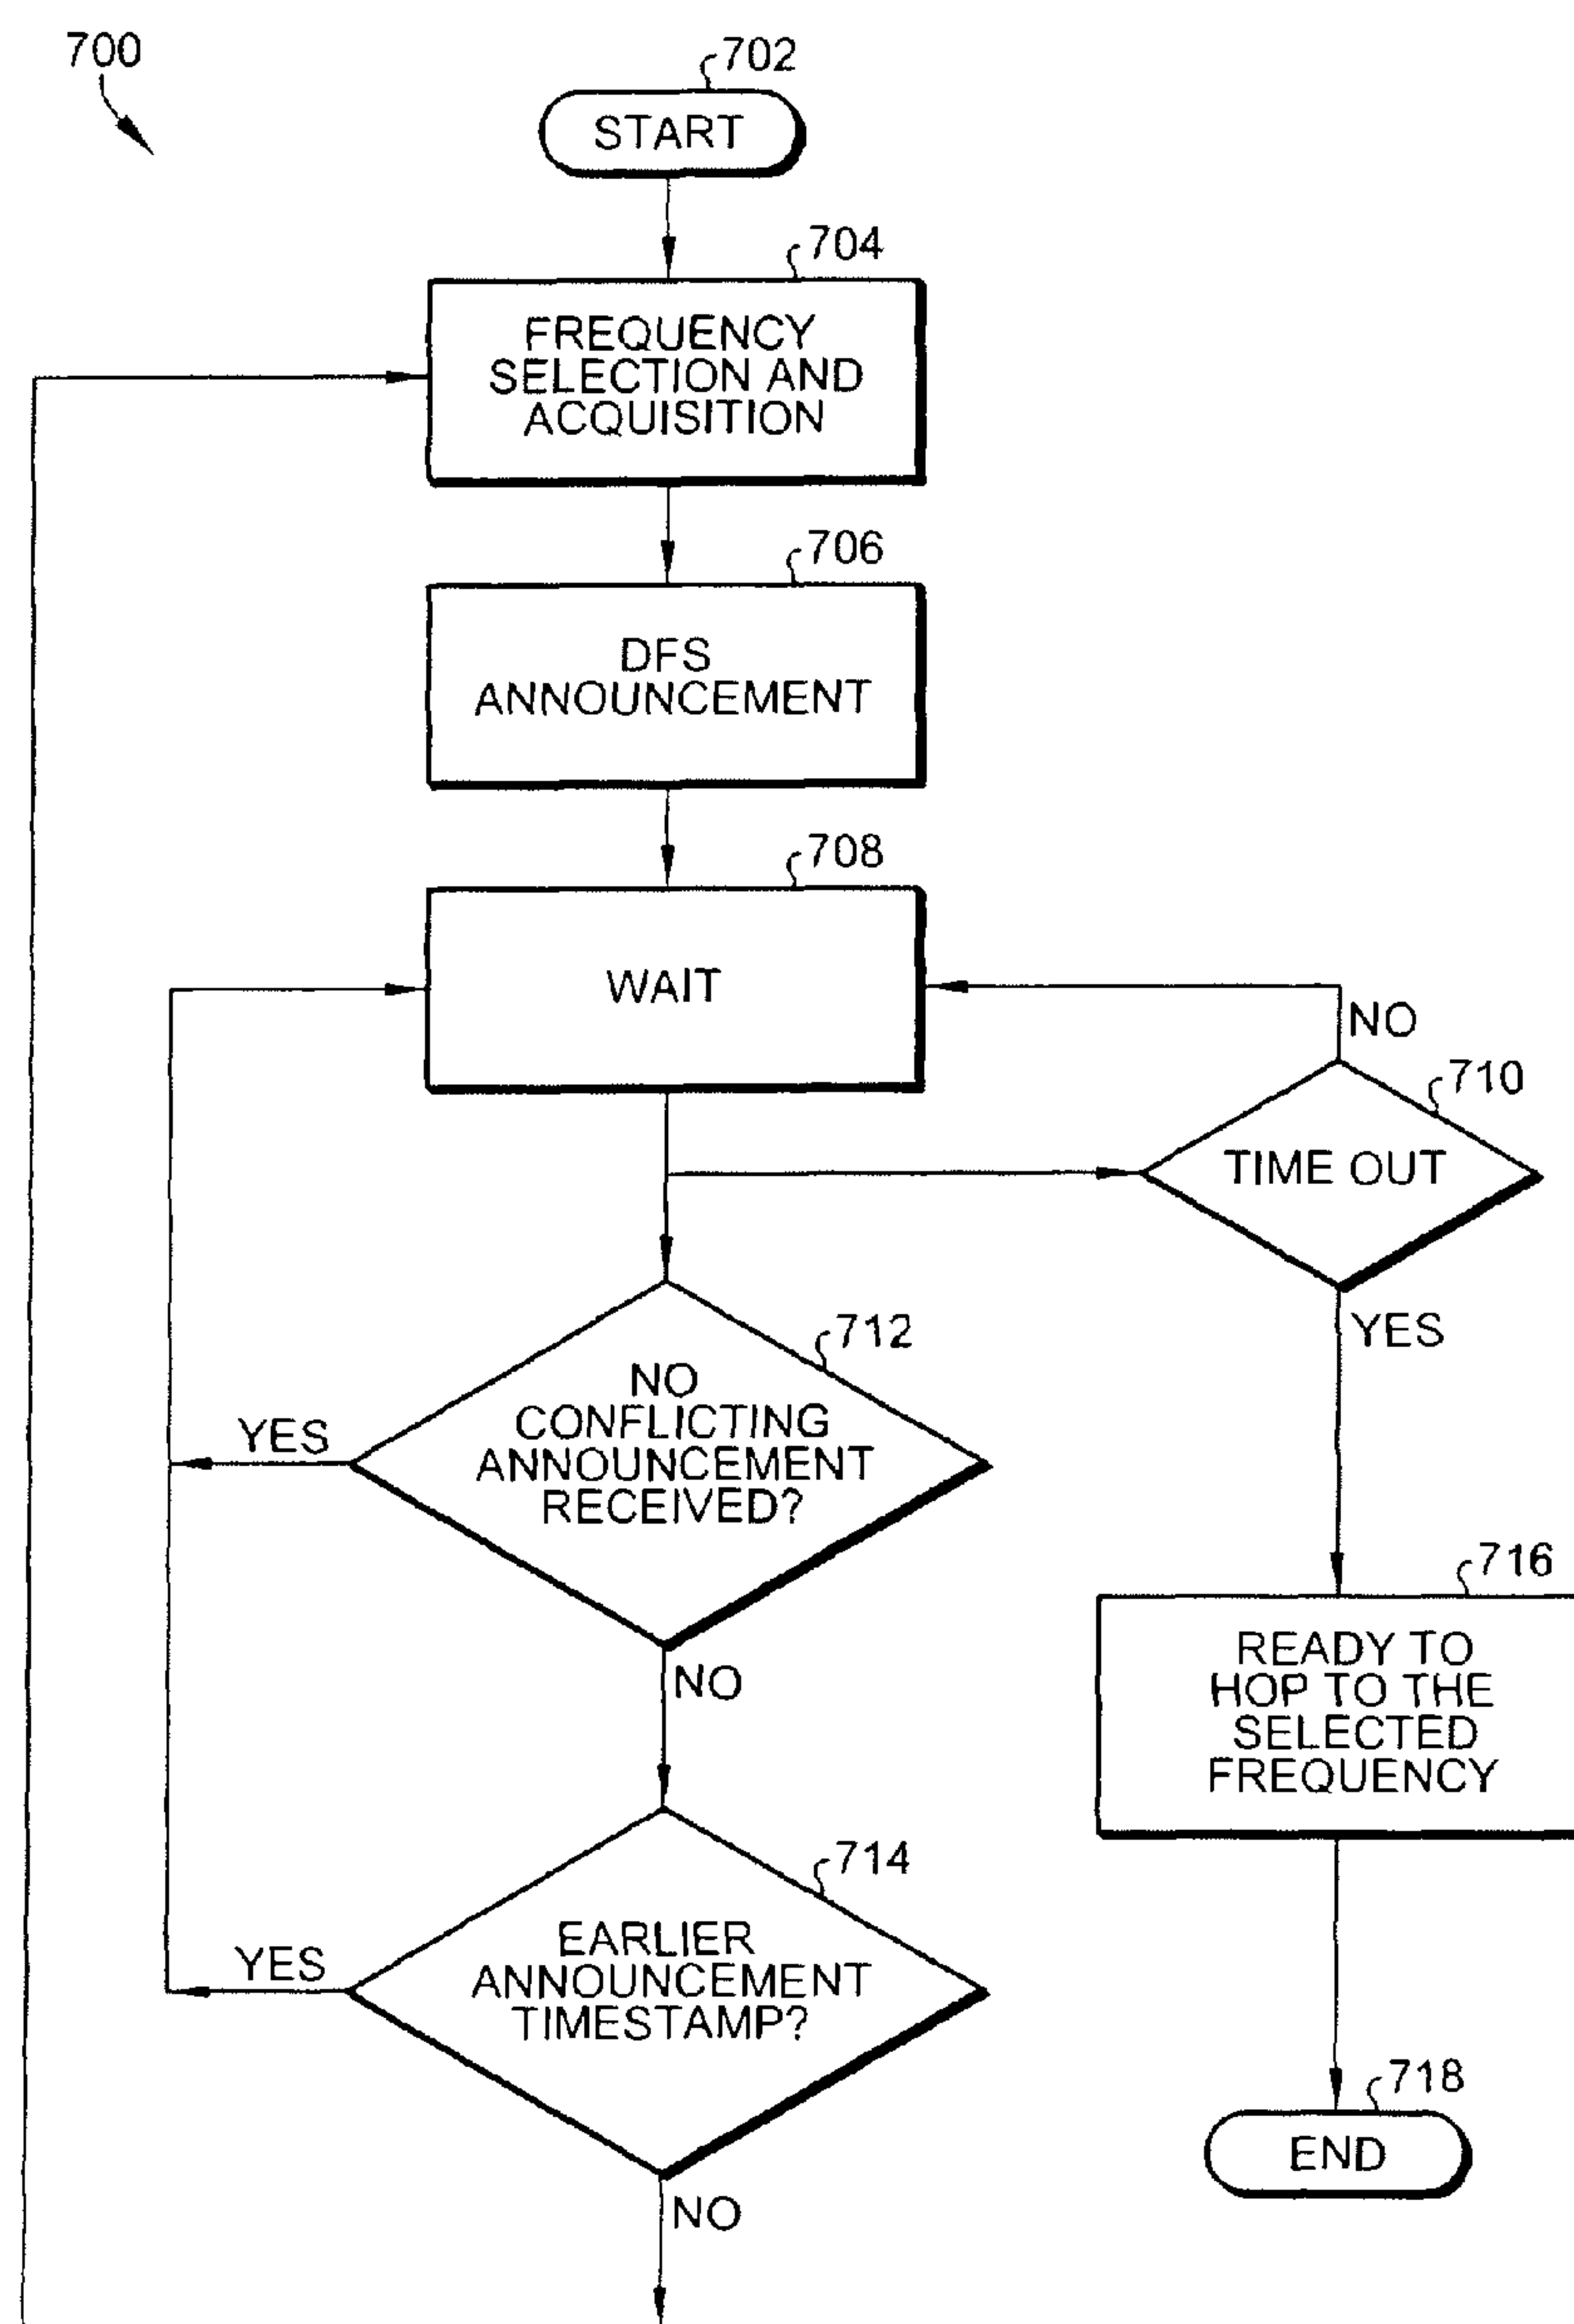 700
702
START
704
FREQUENCY
SELECTION AND
ACQUISITION
706
DFS
ANNOUNCEMENT
708
WAIT
NO
710
TIME OUT
YES
712
NO
CONFLICTING
ANNOUNCEMENT
RECEIVED?
YES
NO
716
READY TO
HOP TO THE
SELECTED
FREQUENCY
714
EARLIER
ANNOUNCEMENT
TIMESTAMP?
YES
NO
718
END